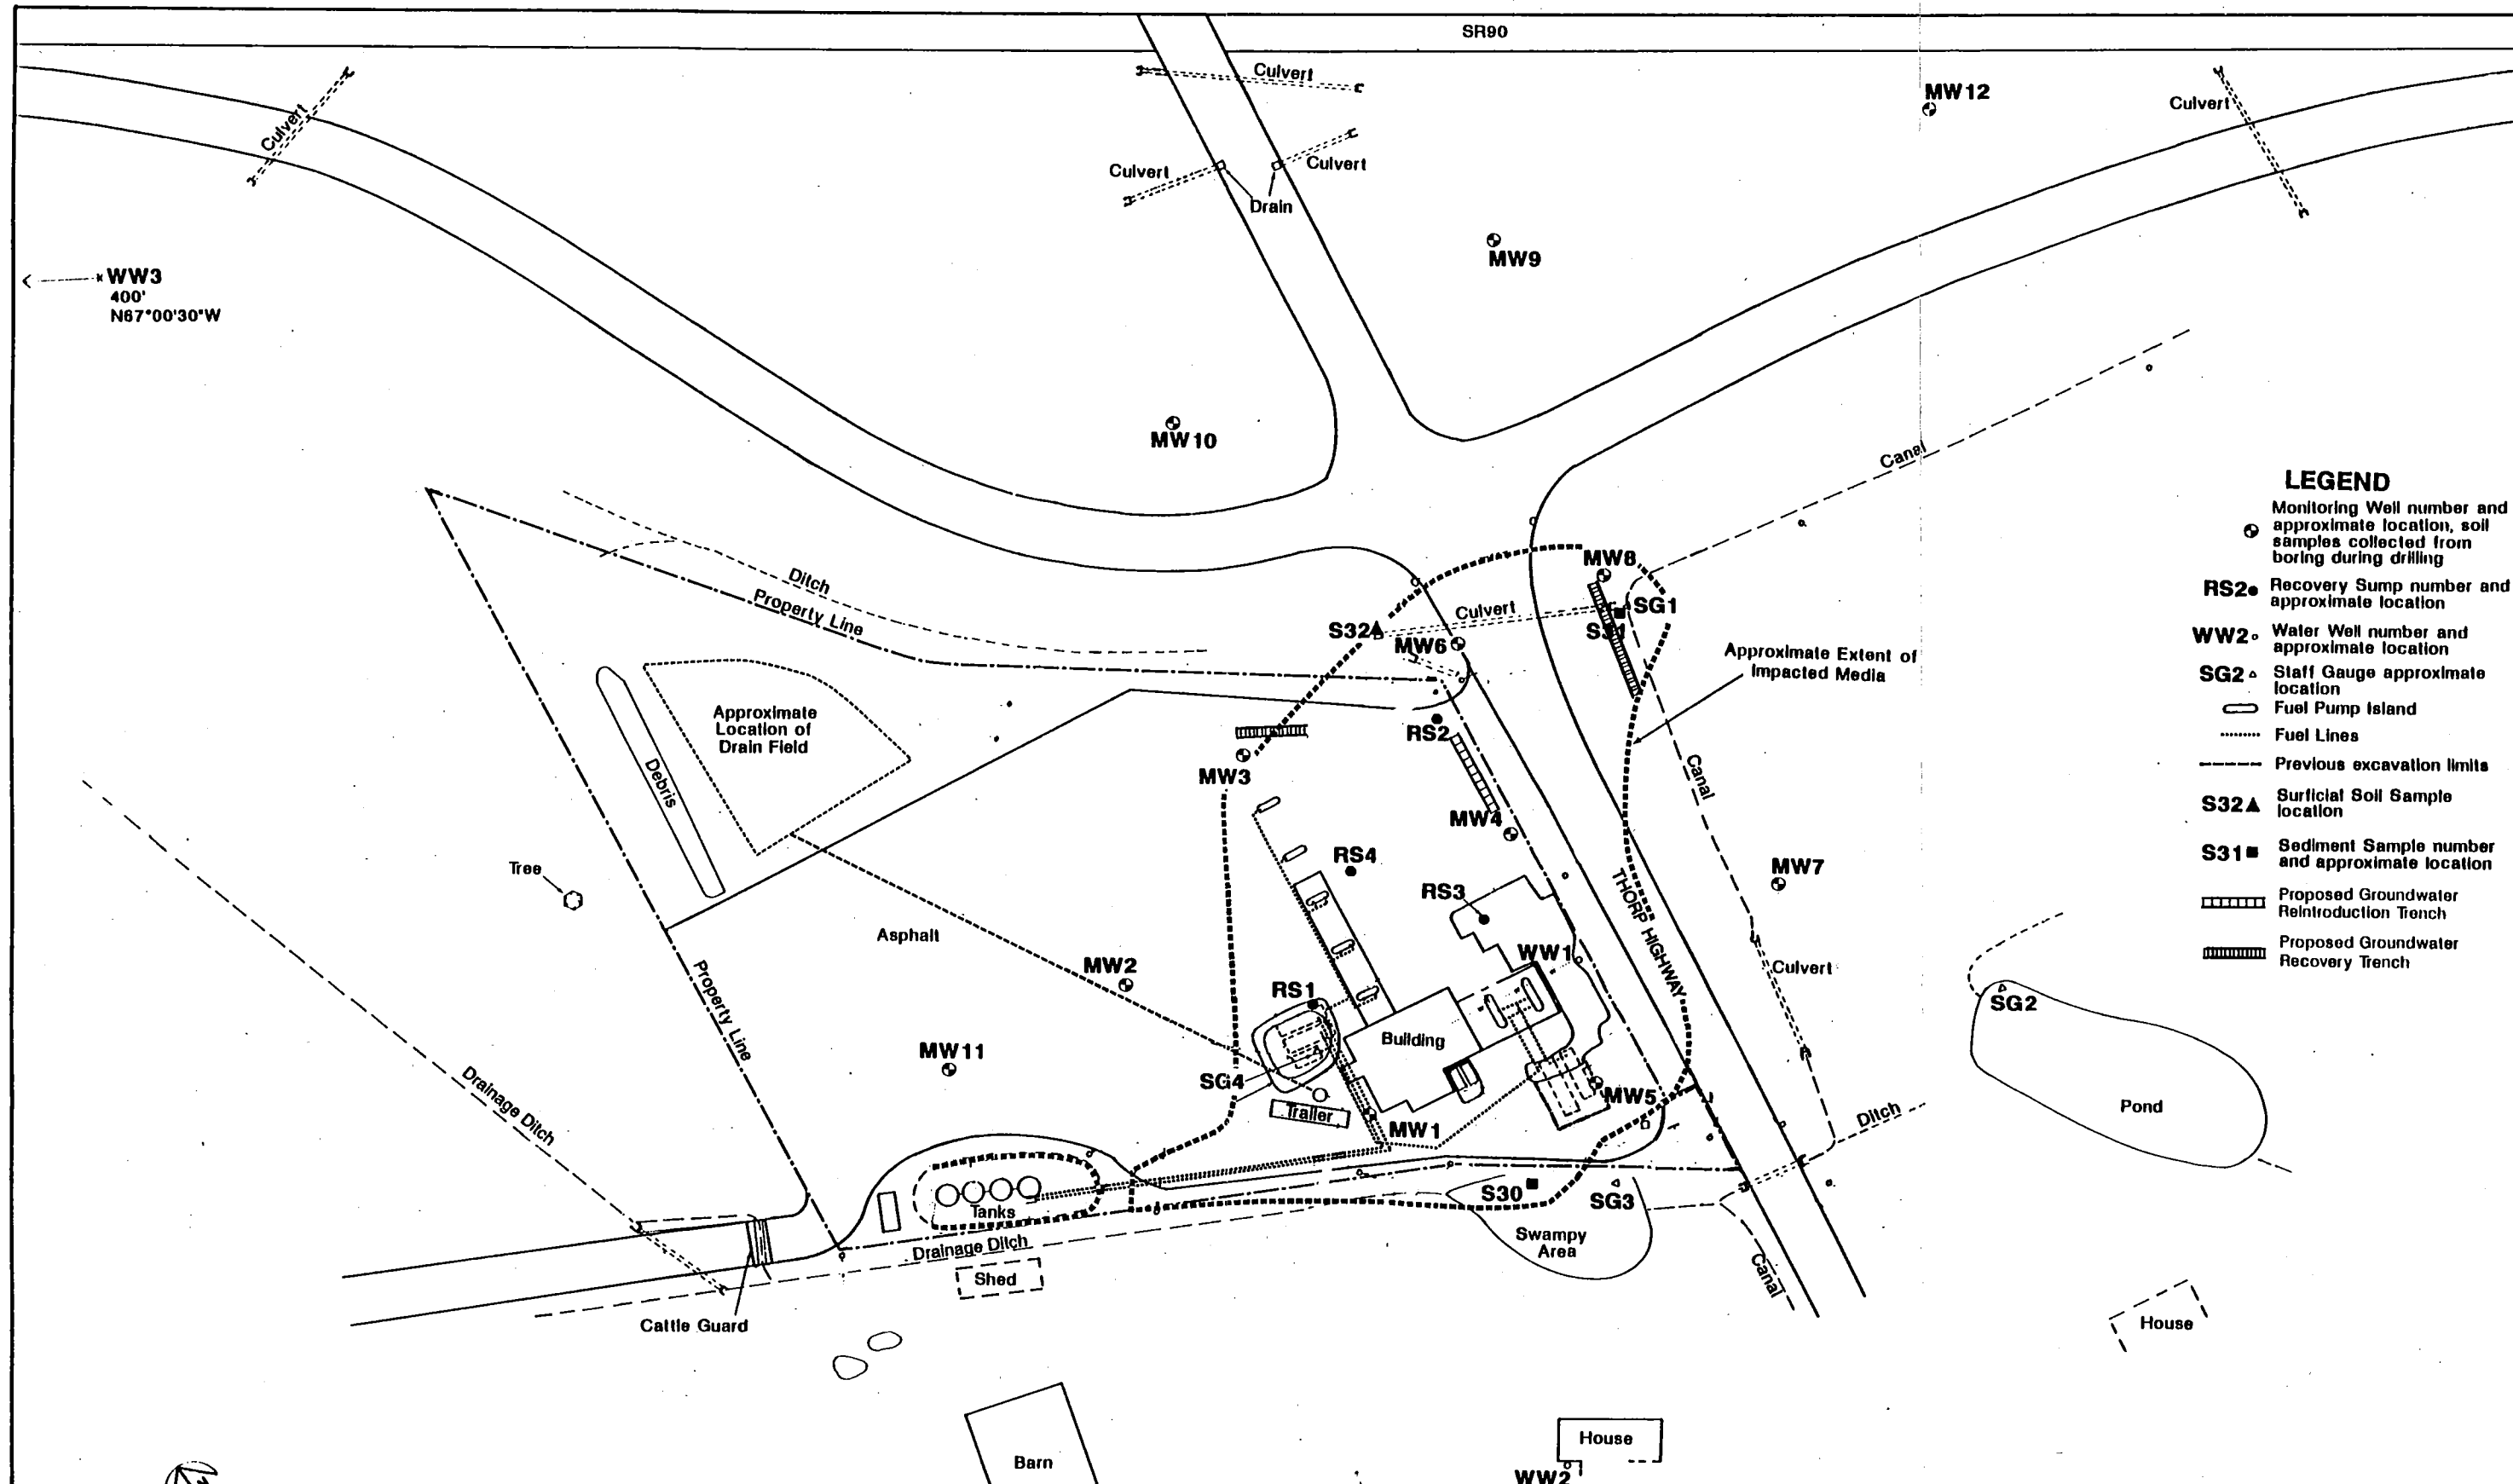 SR90
Culvert
MW12
Culvert
Culvert
Culvert
Culvert
Drain
MW9
WW3
400'
N67°00'30"W
MW10
Canal
LEGEND
Monitoring Well number and
approximate location, soil
samples collected from
boring during drilling
RS2 Recovery Sump number and
approximate location
WW2 Water Well number and
approximate location
SG2 Staff Gauge approximate
location
Fuel Pump Island
Fuel Lines
Previous excavation limits
S32 Surficial Soil Sample
location
S31 Sediment Sample number
and approximate location
Proposed Groundwater
Reintroduction Trench
Proposed Groundwater
Recovery Trench
Ditch
Property Line
MW8
Culvert
SG1
S32
S31
MW6
Approximate Extent of
Impacted Media
Approximate
Location of
Drain Field
Debris
RS2
MW3
Canal
MW4
RS4
MW7
Tree
RS3
THORP HIGHWAY
Asphalt
WW1
MW2
Culvert
RS1
SG2
Property Line
Building
MW11
SG4
MW5
Trailer
Pond
Drainage Ditch
MW1
Ditch
S30
SG3
Tanks
Swampy
Area
Drainage Ditch
Shed
Canal
Cattle Guard
House
House
Barn
WW2